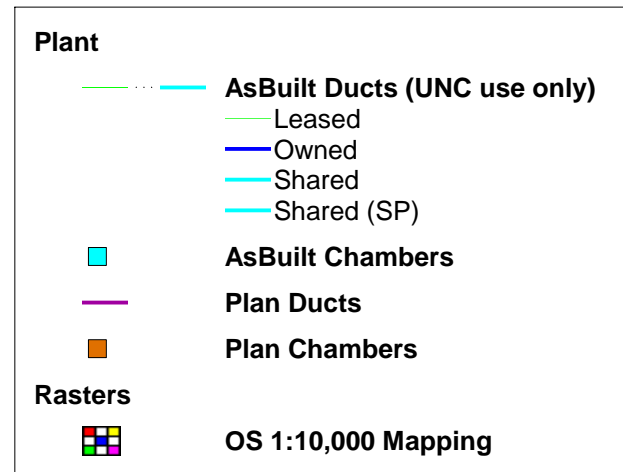 Plant
AsBuilt Ducts (UNC use only)
Leased
Owned
Shared
Shared (SP)
AsBuilt Chambers
Plan Ducts
Plan Chambers
Rasters
OS 1:10,000 Mapping